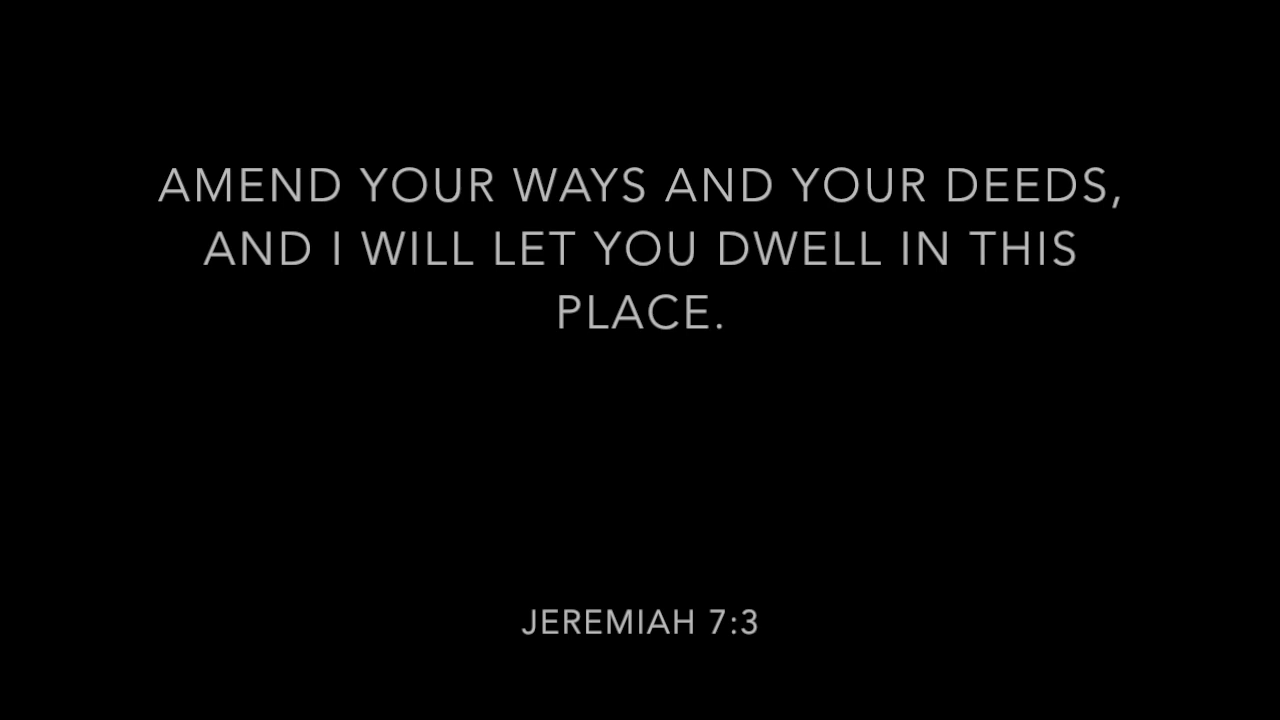 AMEND YOUR WAYS AND YOUR DEEDS,
AND I WILL LET YOU DWELL IN THIS
PLACE.
JEREMIAH 7:3